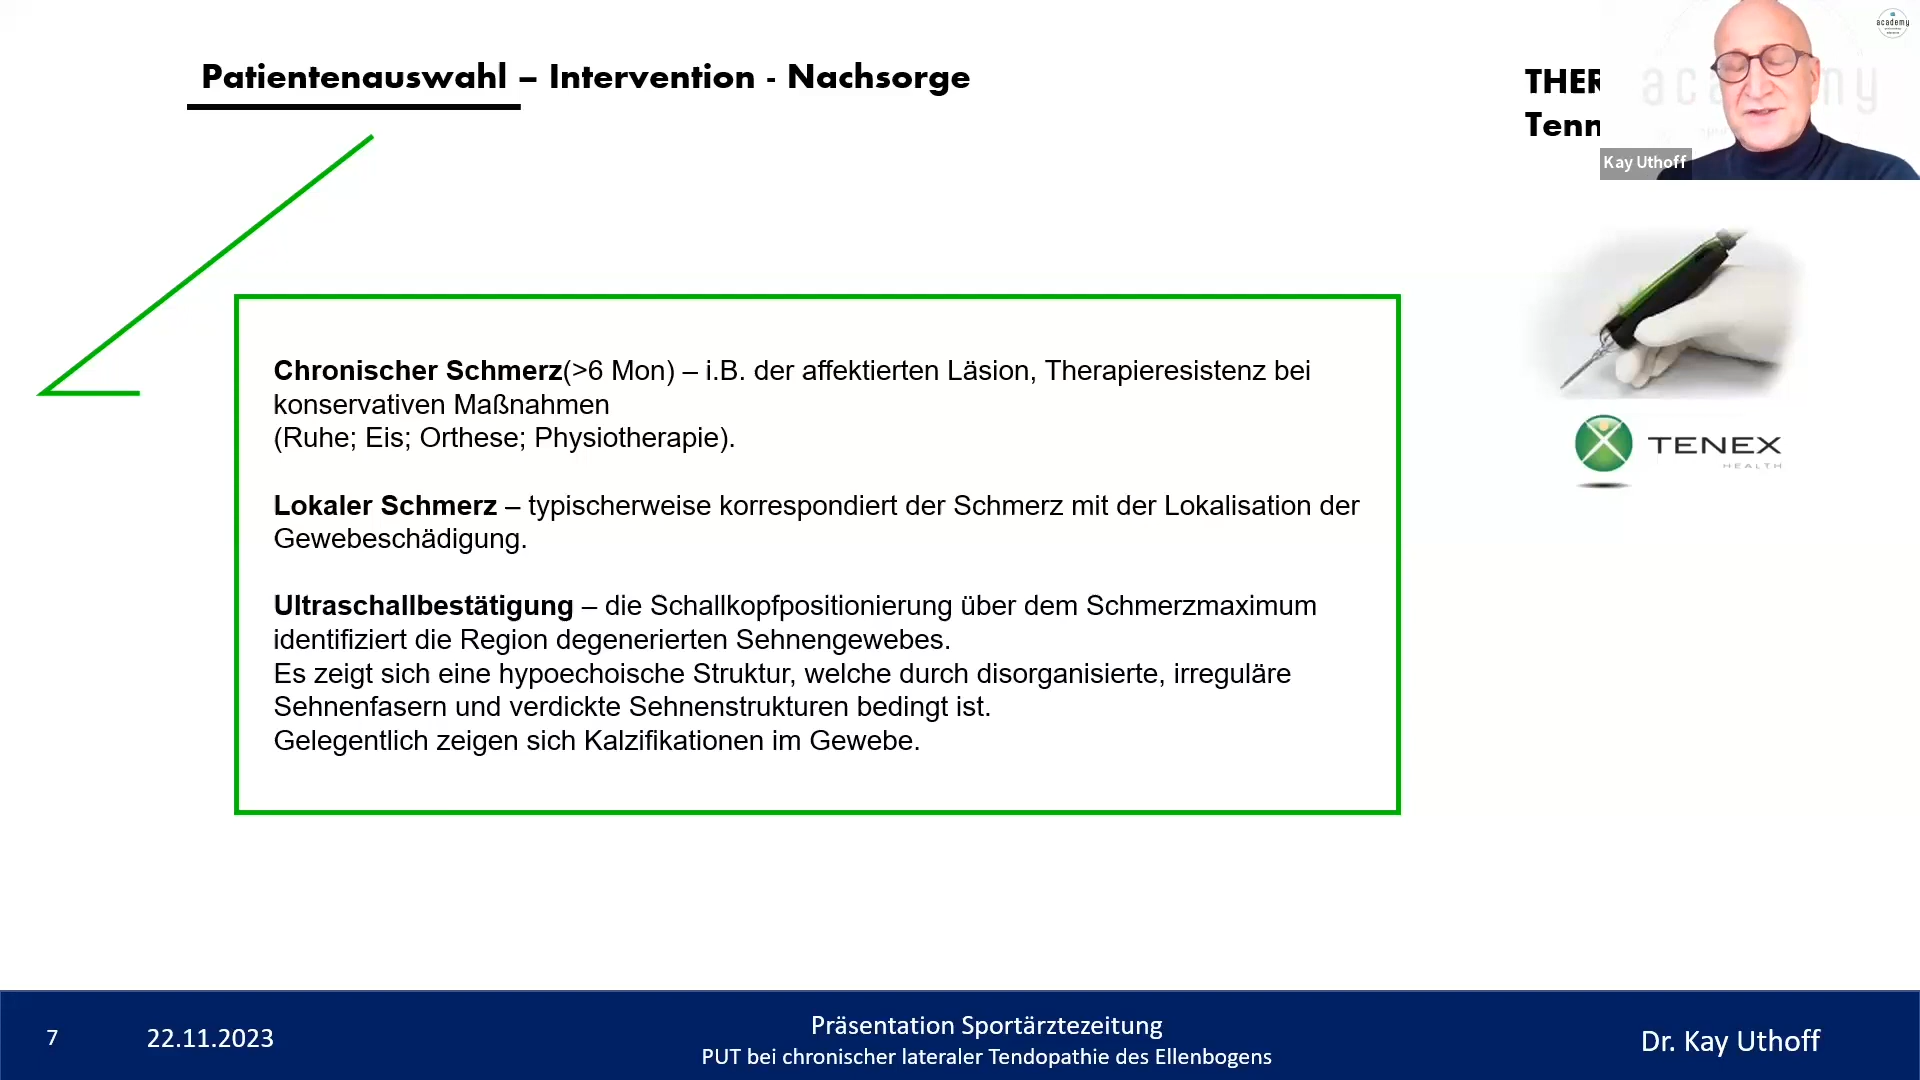 Patientenauswahl – Intervention - Nachsorge
THER
Tenn
academy
Kay Uthoff
Chronischer Schmerz(>6 Mon) – i.B. der affektierten Läsion, Therapieresistenz bei
konservativen Maßnahmen
(Ruhe; Eis; Orthese; Physiotherapie).
Lokaler Schmerz – typischerweise korrespondiert der Schmerz mit der Lokalisation der
Gewebeschädigung.
Ultraschallbestätigung – die Schallkopfpositionierung über dem Schmerzmaximum
identifiziert die Region degenerierten Sehnengewebes.
Es zeigt sich eine hypoechoische Struktur, welche durch disorganisierte, irreguläre
Sehnenfasern und verdickte Sehnenstrukturen bedingt ist.
Gelegentlich zeigen sich Kalzifikationen im Gewebe.
TENEX
HEALTH
7
22.11.2023
Präsentation Sportärztezeitung
PUT bei chronischer lateraler Tendopathie des Ellenbogens
Dr. Kay Uthoff